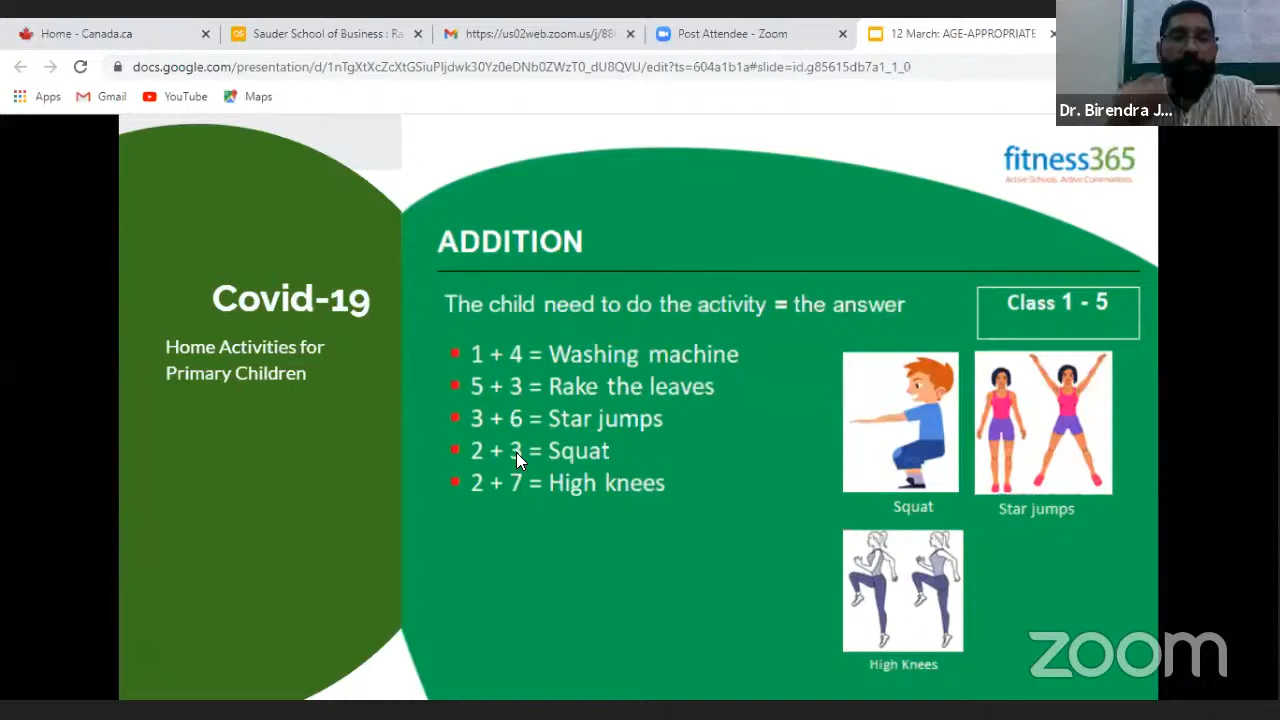 Home - Canada.ca
Sauder School of Business : Ra
https://us02web.zoom.us/j/88
Post Attendee - Zoom
12 March: AGE-APPROPRIATE
docs.google.com/presentation/d/1nTgXtXcZcXtGSiuPIjdwk30Yz0eDNb0ZWzT0_dU8QVU/edit?ts=604a1b1a#slide=id.g85615db7a1_1_0
Apps
Gmail
YouTube
Maps
Dr. Birendra J...
fitness365
Active Schools, Active Communities.
ADDITION
Covid-19
Home Activities for
Primary Children
The child need to do the activity = the answer
Class 1 - 5
1 + 4 = Washing machine
5 + 3 = Rake the leaves
3 + 6 = Star jumps
2 + 3 = Squat
2 + 7 = High knees
Squat
Star jumps
High Knees
zoom